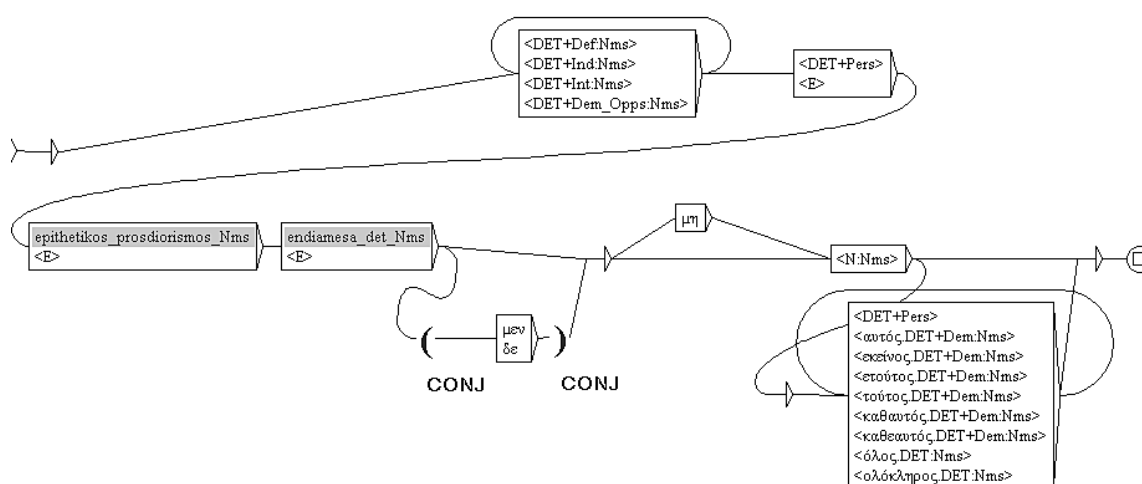 <DET+Def:Nms>
<DET+Ind:Nms>
<DET+Int:Nms>
<DET+Dem_Opps:Nms>
<DET+Pers>
<E>
epithetikos_prosdiorismos_Nms
<E>
endiamesa_det_Nms
<E>
μεν
δε
(
)
CONJ
CONJ
μη
<N:Nms>
<DET+Pers>
<αυτός.DET+Dem:Nms>
<εκείνος.DET+Dem:Nms>
<ετούτος.DET+Dem:Nms>
<τούτος.DET+Dem:Nms>
<καθαυτός.DET+Dem:Nms>
<καθεαυτός.DET+Dem:Nms>
<όλος.DET:Nms>
<ολόκληρος.DET:Nms>